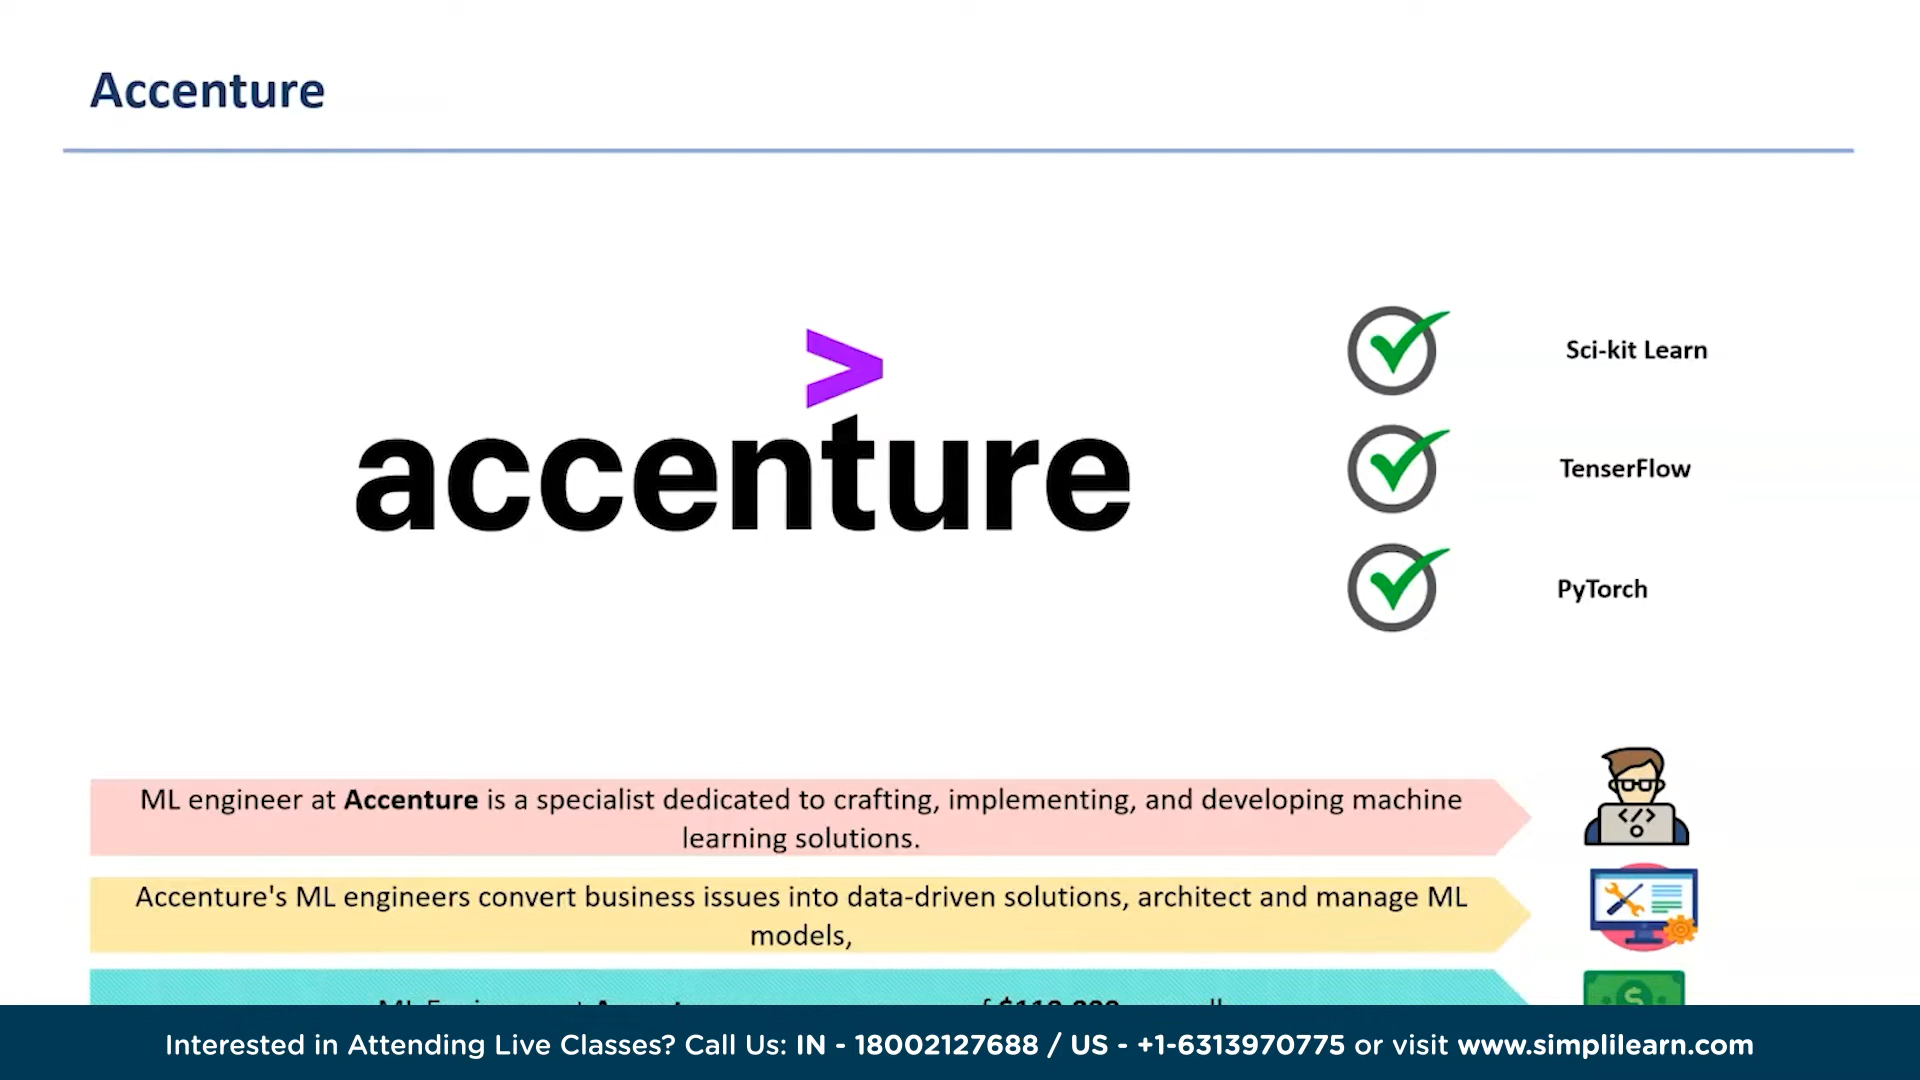 Accenture
>
accenture
Sci-kit Learn
TenserFlow
PyTorch
ML engineer at Accenture is a specialist dedicated to crafting, implementing, and developing machine
learning solutions.
</>
Accenture's ML engineers convert business issues into data-driven solutions, architect and manage ML
models,
$
Interested in Attending Live Classes? Call Us: IN - 18002127688 / US - +1-6313970775 or visit www.simplilearn.com